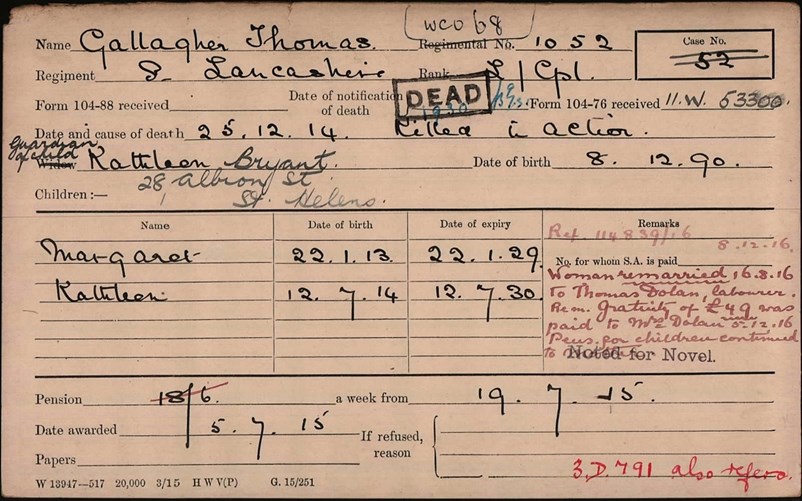 WCO 68
Name Gallagher Thomas. Regimental No. 1052 Case No.
52
Regiment S. Lancashire Rank L/Cpl.
Form 104-88 received Date of notification of death DEAD Form 104-76 received 11.W. 53300
Date and cause of death 25.12.14. Killed in action.
Guardian of child
Widow Kathleen Bryant. Date of birth 8. 12.90.
28 Albion St
St. Helens.
Children:—
Name Date of birth Date of expiry Remarks
Ref. 114839/16
8.12.16.
No. for whom S.A. is paid
Margaret 22.1.13. 22.1.29.
Kathleen 12.7.14 12.7.30.
Woman remarried 16.8.16
to Thomas Dolan, labourer.
Rem. gratuity of £49 was
paid to Mrs Dolan 5.12.16
Pens. for children continued
to
Noted for Novel.
Pension 18/6 a week from 19.7.15.
Date awarded 5.7.15 If refused, reason
Papers
3.D.791 also refers.
W 13947—517 20,000 3/15 H W V(P) G. 15/251